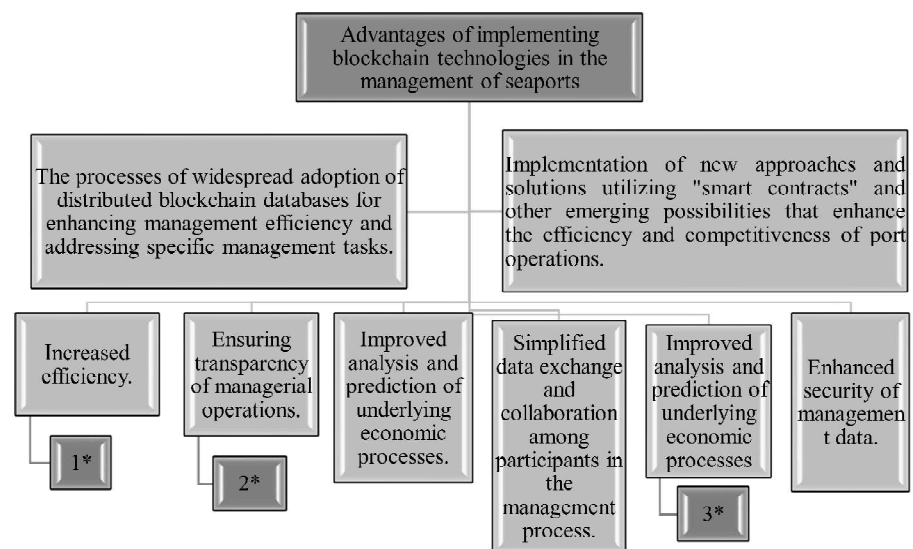 Advantages of implementing
blockchain technologies in the
management of seaports
The processes of widespread adoption of
distributed blockchain databases for
enhancing management efficiency and
addressing specific management tasks.
Implementation of new approaches and
solutions utilizing "smart contracts" and
other emerging possibilities that enhance
the efficiency and competitiveness of port
operations.
Increased
efficiency.
1*
Ensuring
transparency
of managerial
operations.
2*
Improved
analysis and
prediction of
underlying
economic
processes.
Simplified
data exchange
and
collaboration
among
participants in
the
management
process.
Improved
analysis and
prediction of
underlying
economic
processes
3*
Enhanced
security of
managemen
t data.